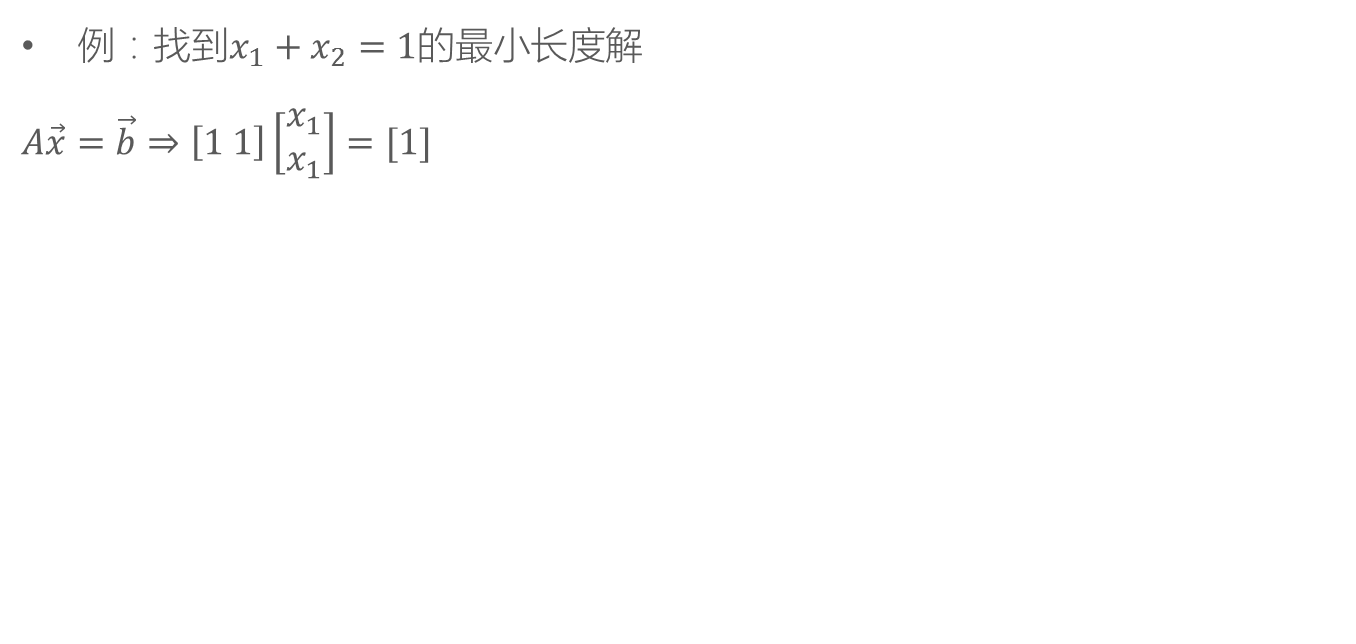 • 例：找到𝑥₁ + 𝑥₂ = 1的最小长度解
𝐴𝑥⃗ = 𝑏⃗ ⇒ [1 1] [𝑥₁ 𝑥₁] = [1]